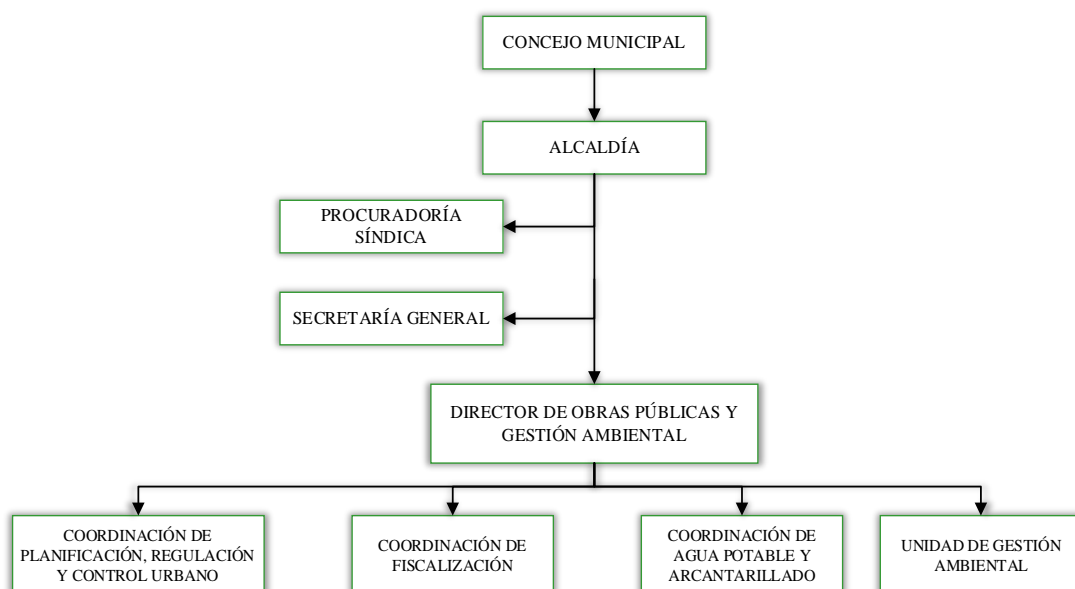 CONCEJO MUNICIPAL
ALCALDÍA
PROCURADORÍA
SÍNDICA
SECRETARÍA GENERAL
DIRECTOR DE OBRAS PÚBLICAS Y
GESTIÓN AMBIENTAL
COORDINACIÓN DE
PLANIFICACIÓN, REGULACIÓN
Y CONTROL URBANO
COORDINACIÓN DE
FISCALIZACIÓN
COORDINACIÓN DE
AGUA POTABLE Y
ARCANTARILLADO
UNIDAD DE GESTIÓN
AMBIENTAL